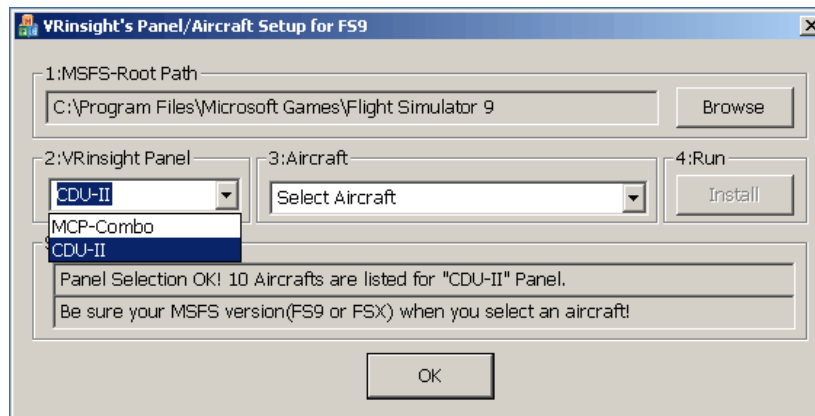 VRinsight's Panel/Aircraft Setup for FS9
1:MSFS-Root Path
C:\Program Files\Microsoft Games\Flight Simulator 9
Browse
2:VRinsight Panel
3:Aircraft
4:Run
CDU-II
Select Aircraft
Install
MCP-Combo
CDU-II
Panel Selection OK! 10 Aircrafts are listed for "CDU-II" Panel.
Be sure your MSFS version(FS9 or FSX) when you select an aircraft!
OK